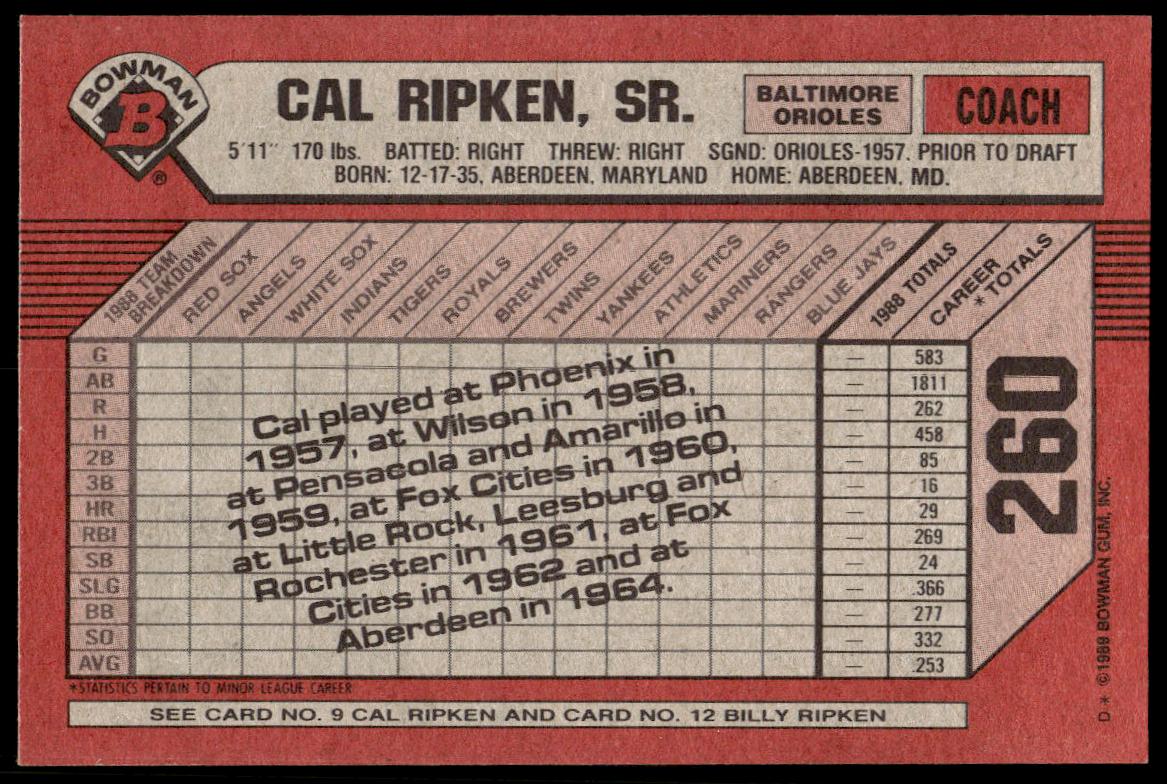 BOWMAN
B
®
CAL RIPKEN, SR.
BALTIMORE
ORIOLES
COACH
5'11" 170 lbs. BATTED: RIGHT THREW: RIGHT SGND: ORIOLES-1957, PRIOR TO DRAFT
BORN: 12-17-35, ABERDEEN, MARYLAND HOME: ABERDEEN, MD.
1988 TEAM
BREAKDOWN
RED SOX
ANGELS
WHITE SOX
INDIANS
TIGERS
ROYALS
BREWERS
TWINS
YANKEES
ATHLETICS
MARINERS
RANGERS
BLUE JAYS
1988 TOTALS
CAREER
* TOTALS
G — 583
AB — 1811
R — 262
H — 458
2B — 85
3B — 16
HR — 29
RBI — 269
SB — 24
SLG — .366
BB — 277
SO — 332
AVG — .253
Cal played at Phoenix in
1957, at Wilson in 1958,
at Pensacola and Amarillo in
1959, at Fox Cities in 1960,
at Little Rock, Leesburg and
Rochester in 1961, at Fox
Cities in 1962 and at
Aberdeen in 1964.
260
*STATISTICS PERTAIN TO MINOR LEAGUE CAREER
SEE CARD NO. 9 CAL RIPKEN AND CARD NO. 12 BILLY RIPKEN
D* ©1989 BOWMAN GUM, INC.